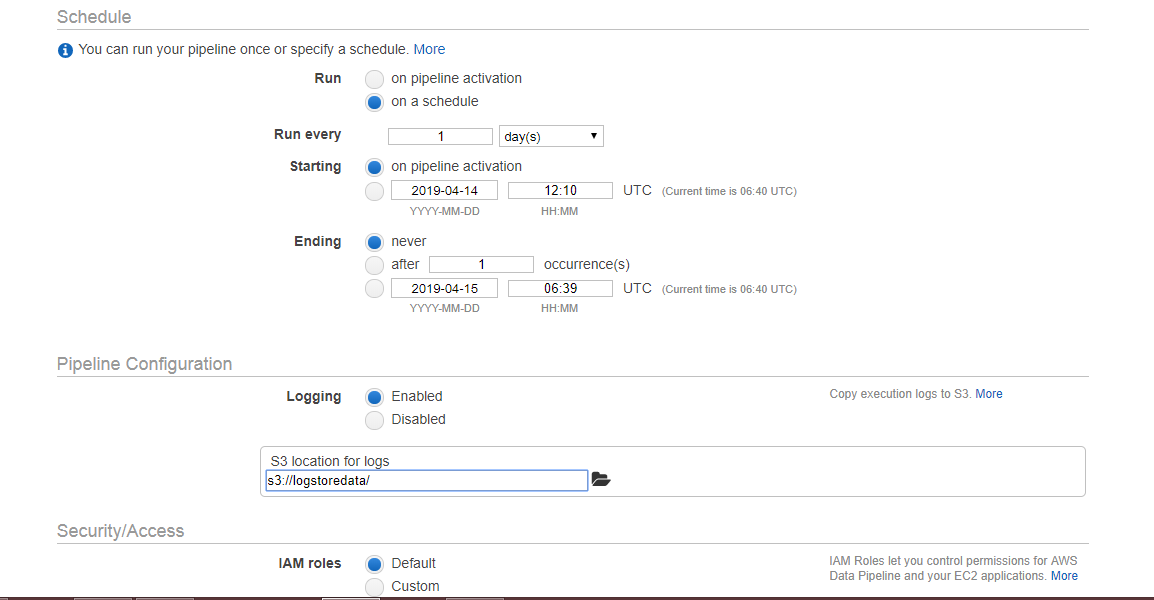 Schedule
You can run your pipeline once or specify a schedule. More
Run on pipeline activation
on a schedule
Run every 1 day(s)
Starting on pipeline activation
2019-04-14 12:10 UTC (Current time is 06:40 UTC)
YYYY-MM-DD HH:MM
Ending never
after 1 occurrence(s)
2019-04-15 06:39 UTC (Current time is 06:40 UTC)
YYYY-MM-DD HH:MM
Pipeline Configuration
Logging Enabled Copy execution logs to S3. More
Disabled
S3 location for logs
s3://logstoredata/
Security/Access
IAM roles Default IAM Roles let you control permissions for AWS
Data Pipeline and your EC2 applications. More
Custom